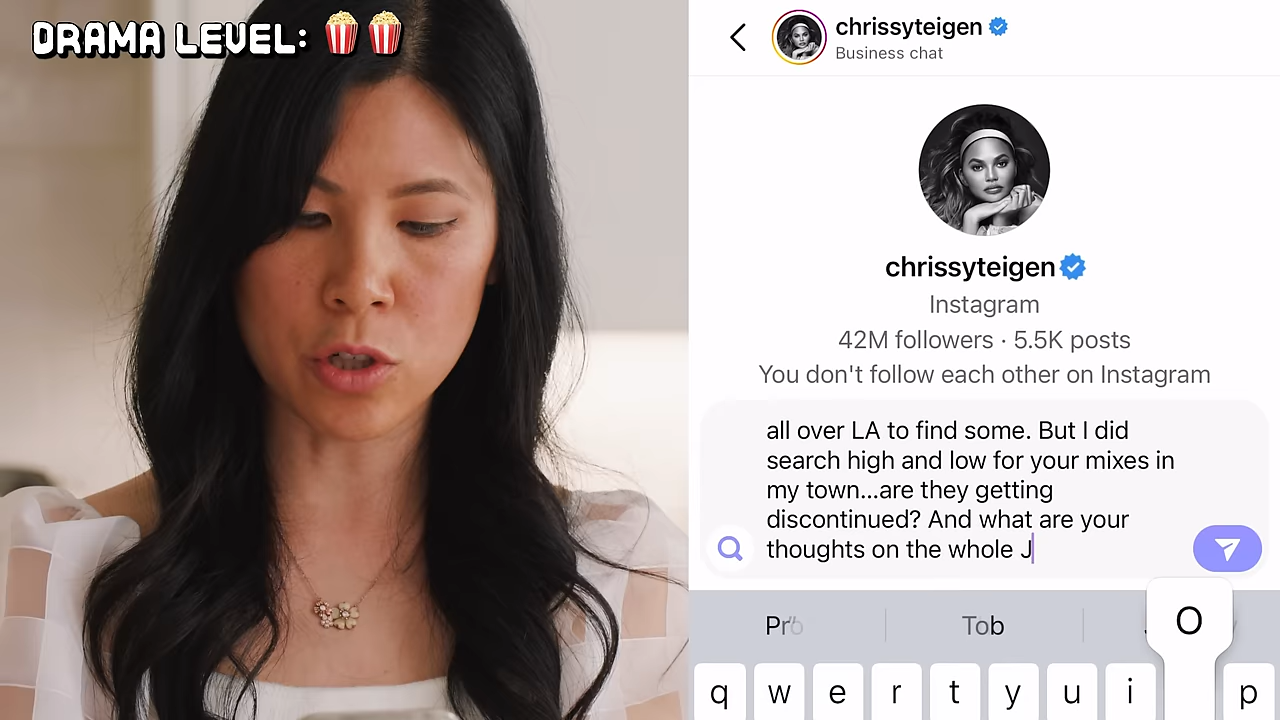 DRAMA LEVEL:
chrissyteigen
Business chat
chrissyteigen
Instagram
42M followers · 5.5K posts
You don't follow each other on Instagram
all over LA to find some. But I did
search high and low for your mixes in
my town...are they getting
discontinued? And what are your
thoughts on the whole J
Tob
O
q w e r t y u i p